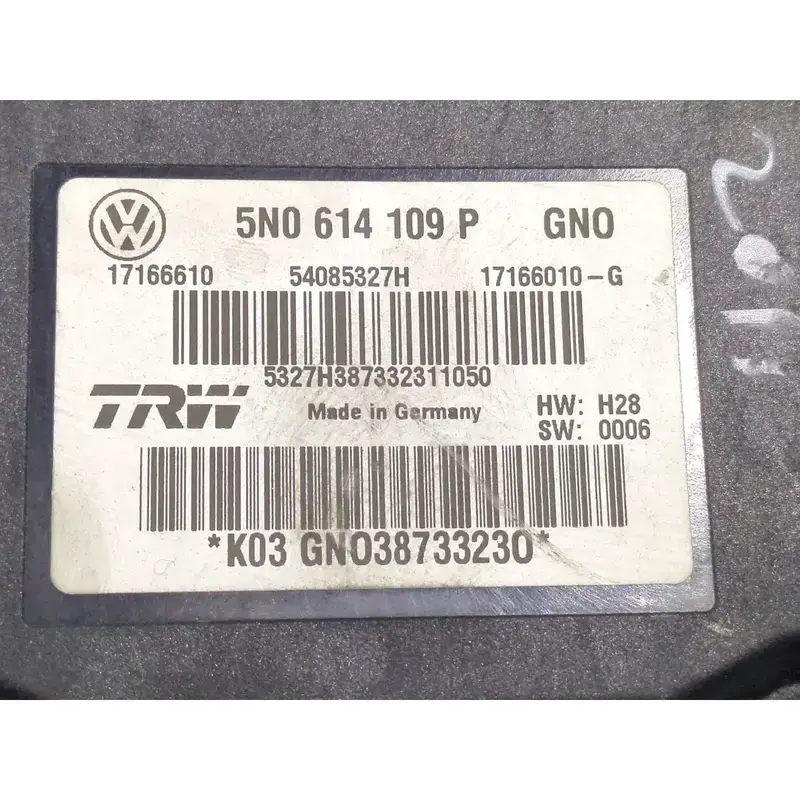 5N0 614 109 P GNO
17166610 54085327H 17166010-G
5327H387332311050
TRW Made in Germany HW: H28
SW: 0006
*K03 GNO38733230*